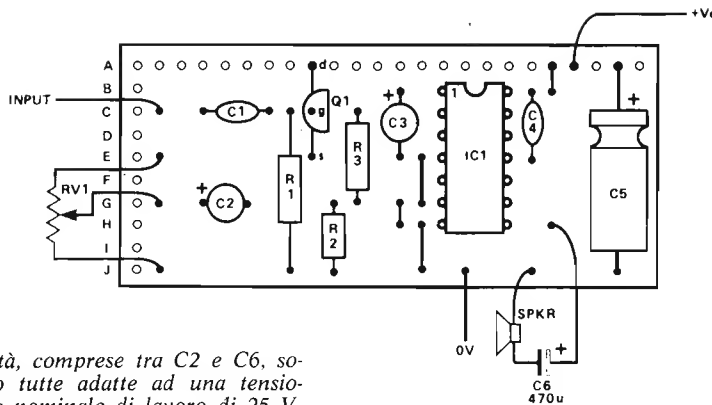 +Ve
A
d
B
INPUT
C
C1
g
Q1
+
C3
1
C4
+
D
E
s
R3
IC1
F
R1
C5
RV1
G
+
C2
H
R2
I
J
SPKR
0V
+
C6
470u
tà, comprese tra C2 e C6, so-
o tutte adatte ad una tensio-
nominale di lavoro di 25 V.